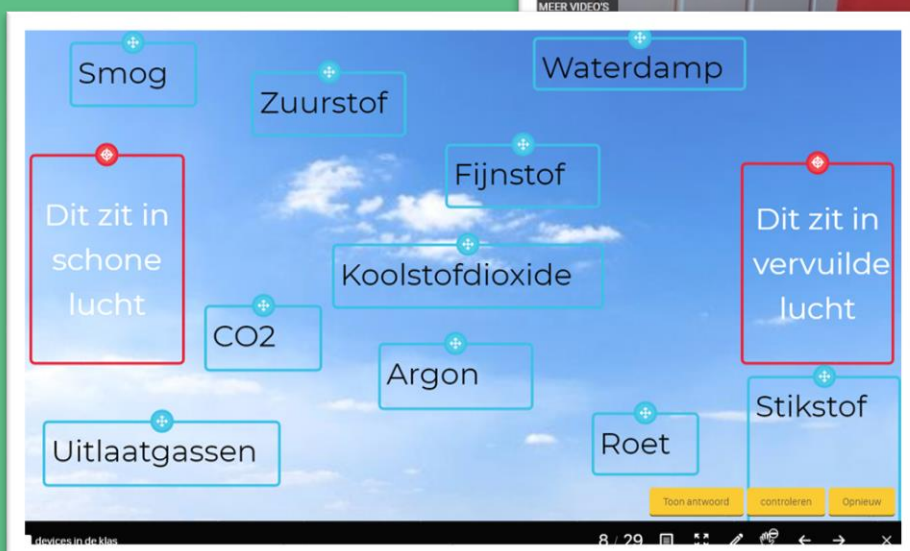 MEER VIDEO'S
Smog
Waterdamp
Zuurstof
Fijnstof
Dit zit in
schone
lucht
Dit zit in
vervuilde
lucht
Koolstofdioxide
CO2
Argon
Stikstof
Uitlaatgassen
Roet
Toon antwoord
controleren
Opnieuw
devices in de klas
8 / 29